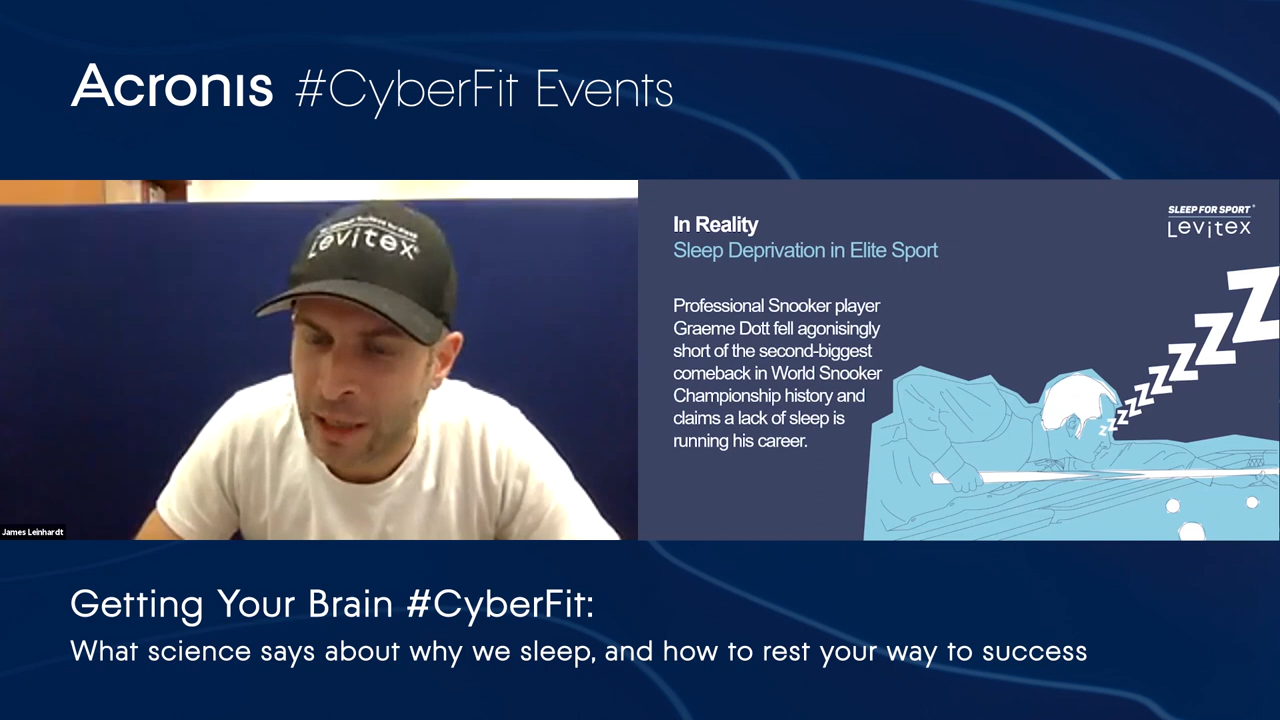 Acronis #CyberFit Events
Levitex
James Leinhardt
In Reality
Sleep Deprivation in Elite Sport
SLEEP FOR SPORT
Levitex
Professional Snooker player
Graeme Dott fell agonisingly
short of the second-biggest
comeback in World Snooker
Championship history and
claims a lack of sleep is
running his career.
zzzzzzzZZZ
Getting Your Brain #CyberFit:
What science says about why we sleep, and how to rest your way to success